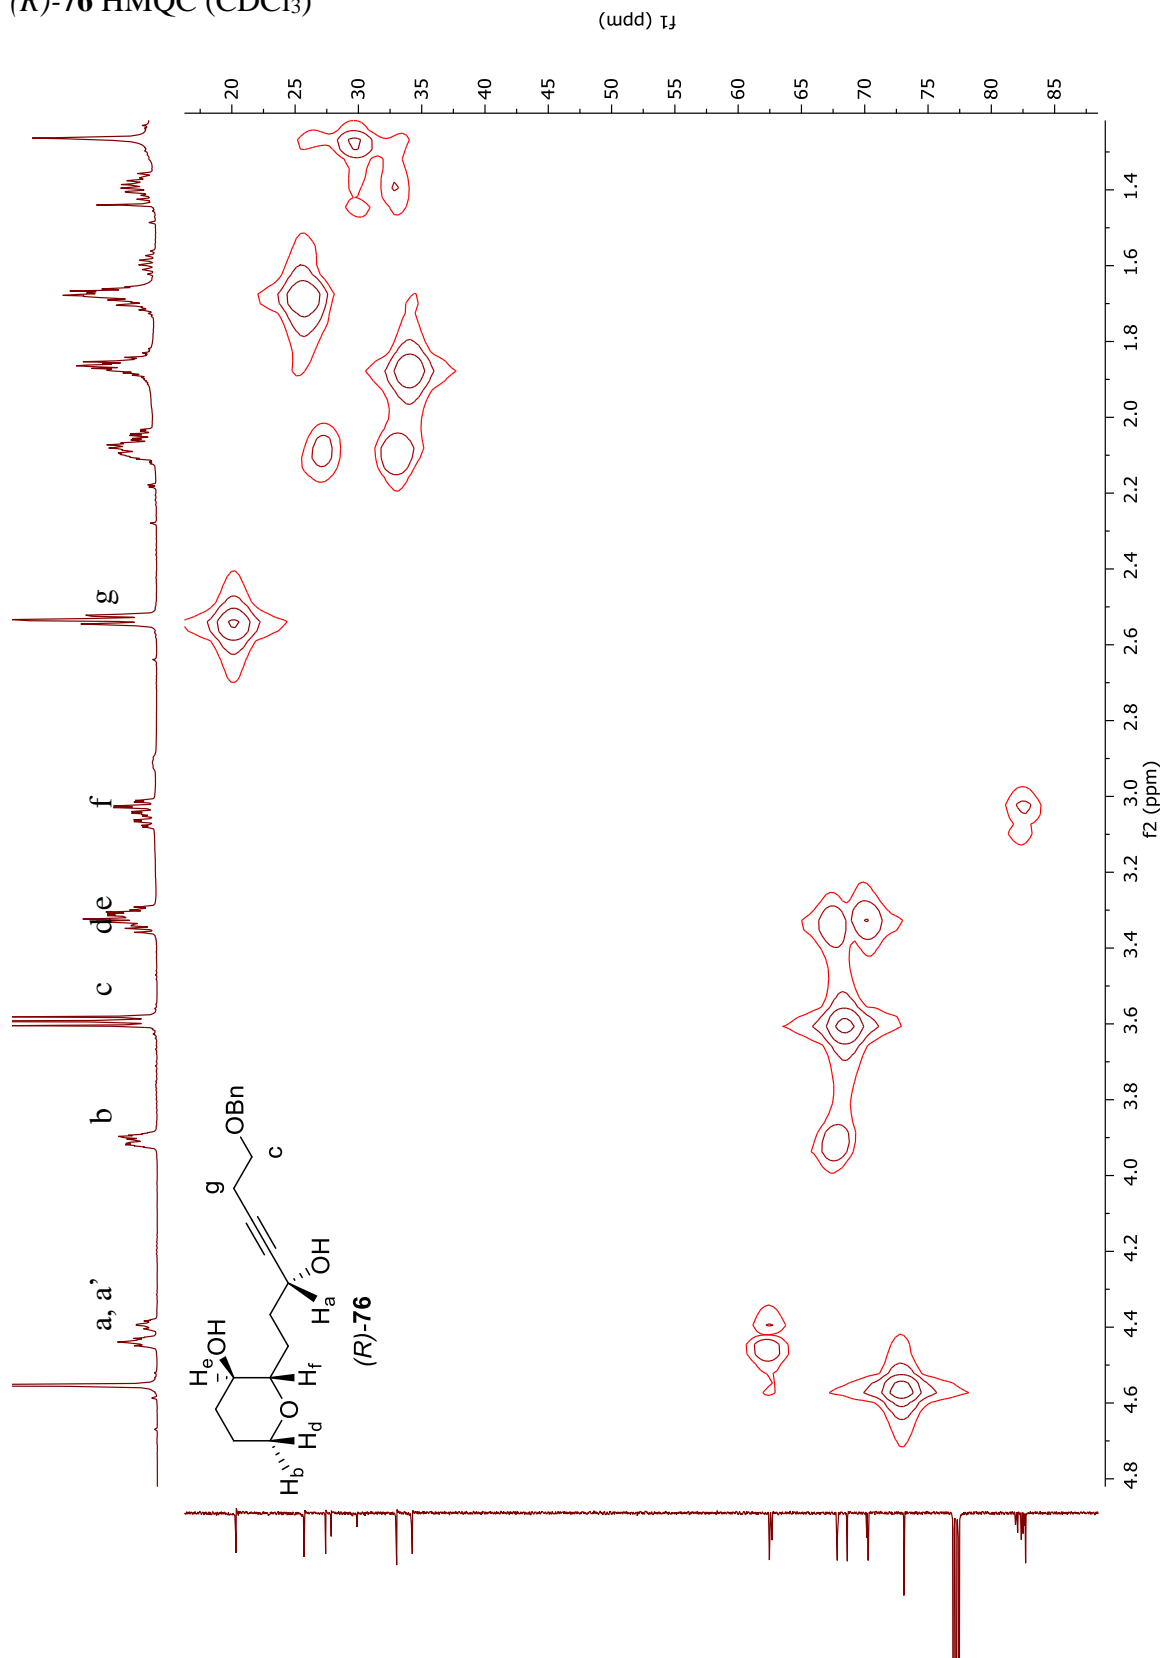 (R)-76 HMQC (CDCl3)
f1 (ppm)
20 25 30 35 40 45 50 55 60 65 70 75 80 85
1.4
1.6
1.8
2.0
2.2
2.4
2.6
2.8
3.0
3.2
3.4
3.6
3.8
4.0
4.2
4.4
4.6
4.8
f2 (ppm)
g
f
e
d
c
b
a, a'
OBn
c
g
OH
Ha
He
OH
Hf
O
Hd
Hb
(R)-76